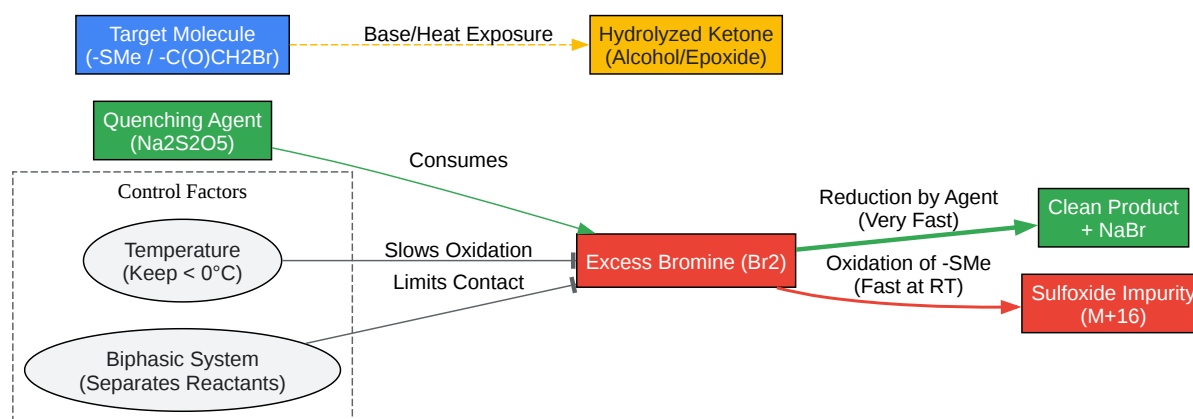 Target Molecule
(-SMe / -C(O)CH2Br)
Base/Heat Exposure
Hydrolyzed Ketone
(Alcohol/Epoxide)
Quenching Agent
(Na2S2O5)
Consumes
Control Factors
Temperature
(Keep < 0°C)
Slows Oxidation
Limits Contact
Biphasic System
(Separates Reactants)
Excess Bromine (Br2)
Reduction by Agent
(Very Fast)
Clean Product
+ NaBr
Oxidation of -SMe
(Fast at RT)
Sulfoxide Impurity
(M+16)